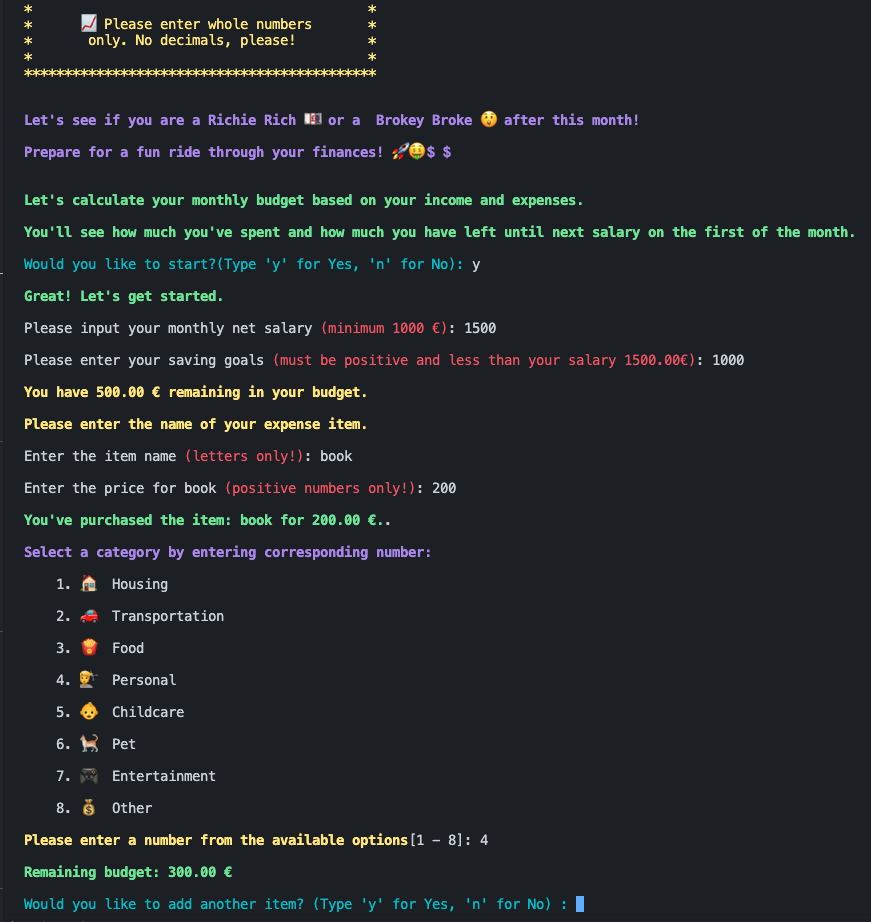 *                                          *
*      📈 Please enter whole numbers       *
*       only. No decimals, please!         *
*                                          *
********************************************
Let's see if you are a Richie Rich 💵 or a  Brokey Broke 😲 after this month!
Prepare for a fun ride through your finances! 🚀🤑$ $
Let's calculate your monthly budget based on your income and expenses.
You'll see how much you've spent and how much you have left until next salary on the first of the month.
Would you like to start?(Type 'y' for Yes, 'n' for No): y
Great! Let's get started.
Please input your monthly net salary (minimum 1000 €): 1500
Please enter your saving goals (must be positive and less than your salary 1500.00€): 1000
You have 500.00 € remaining in your budget.
Please enter the name of your expense item.
Enter the item name (letters only!): book
Enter the price for book (positive numbers only!): 200
You've purchased the item: book for 200.00 €..
Select a category by entering corresponding number:
1. 🏠 Housing
2. 🚗 Transportation
3. 🍟 Food
4. 💇 Personal
5. 👶 Childcare
6. 🐈 Pet
7. 🎮 Entertainment
8. 💰 Other
Please enter a number from the available options[1 - 8]: 4
Remaining budget: 300.00 €
Would you like to add another item? (Type 'y' for Yes, 'n' for No) :